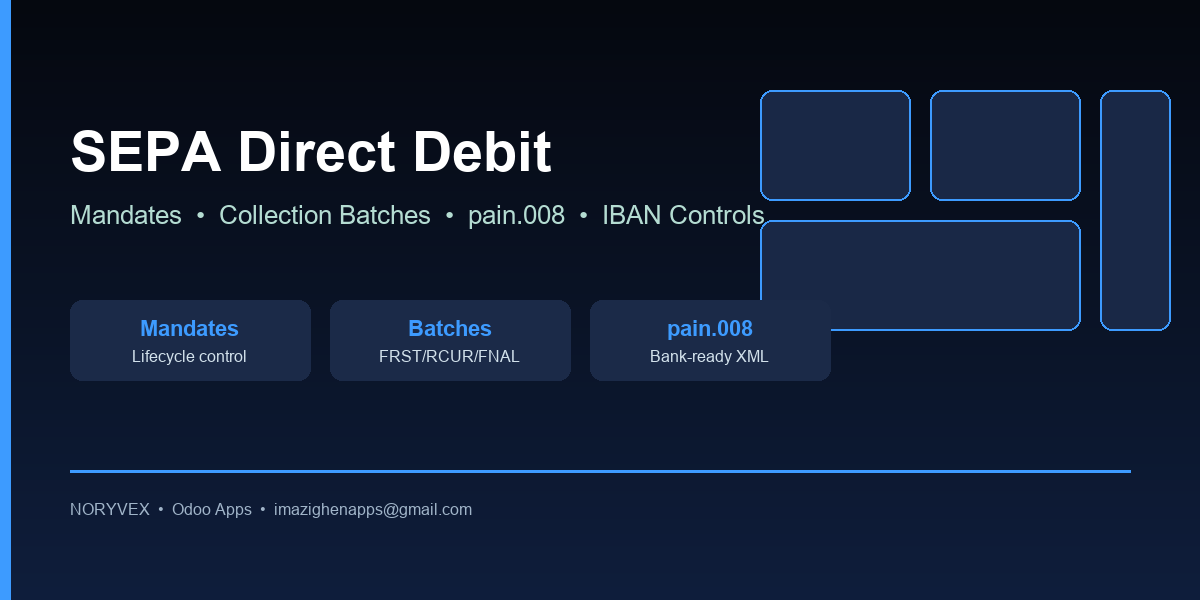 SEPA Direct Debit
Mandates • Collection Batches • pain.008 • IBAN Controls
Mandates
Lifecycle control
Batches
FRST/RCUR/FNAL
pain.008
Bank-ready XML
NORYVEX • Odoo Apps • imazighenapps@gmail.com